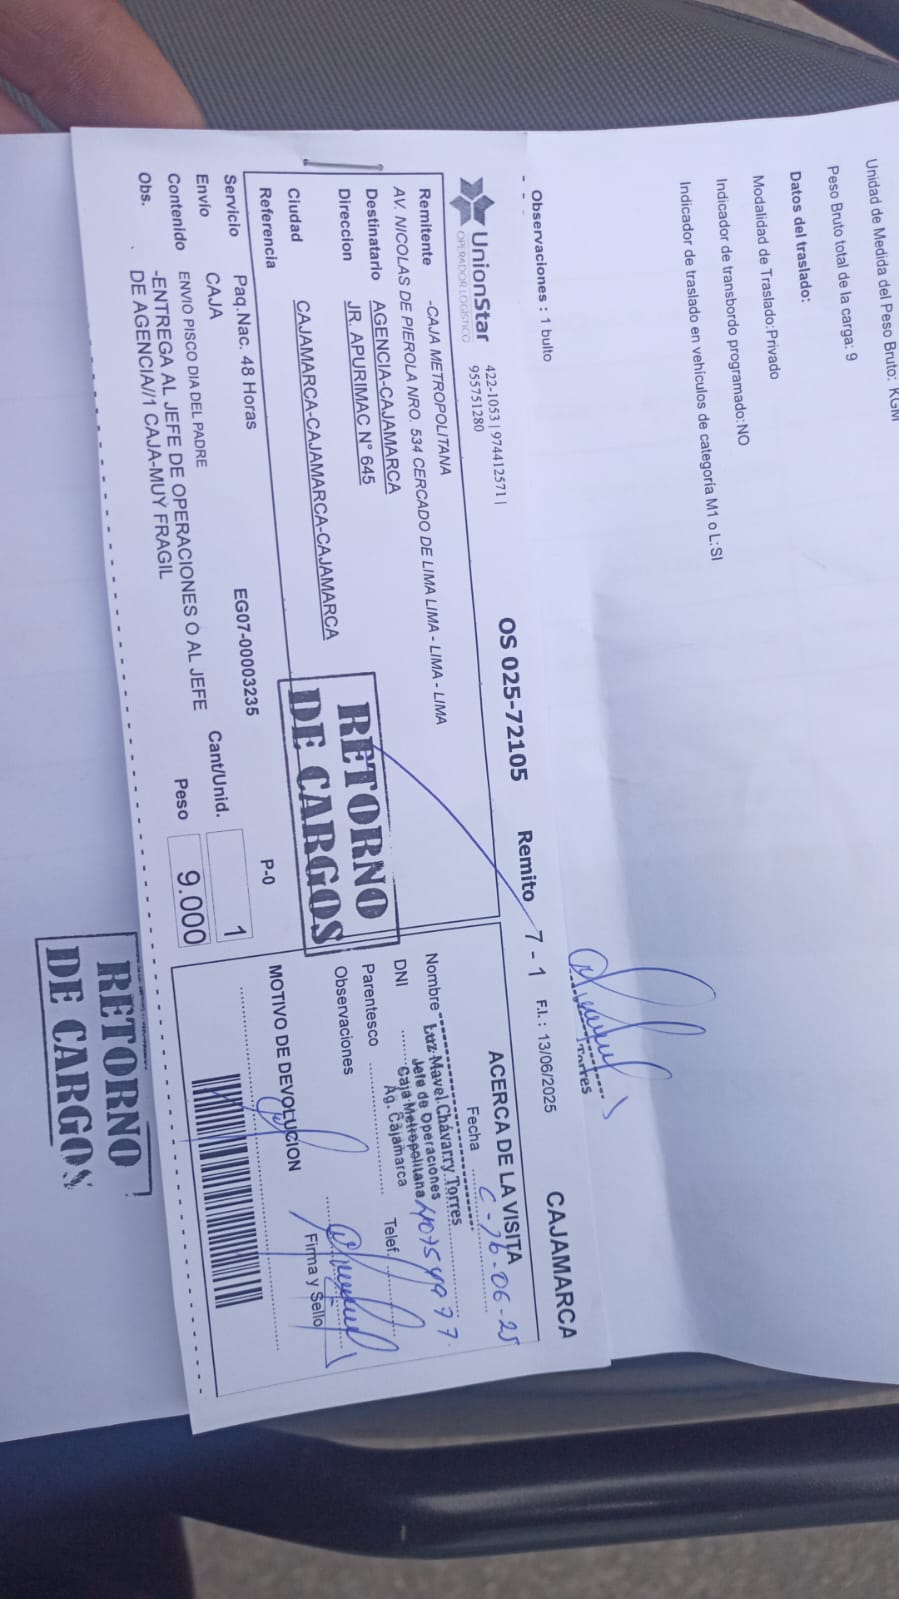 Unidad de Medida del Peso Bruto: KGM
Peso Bruto total de la carga: 9
Datos del traslado:
Modalidad de Traslado:Privado
Indicador de transbordo programado:NO
Indicador de traslado en vehículos de categoría M1 o L:SI
Observaciones : 1 bulto
Torres
UnionStar
OPERADOR LOGISTICO
422-1053 | 974412571 |
955751280
OS 025-72105 Remito 7 - 1 F.I. : 13/06/2025 CAJAMARCA
Remitente -CAJA METROPOLITANA
AV. NICOLAS DE PIEROLA NRO. 534 CERCADO DE LIMA LIMA - LIMA - LIMA
Destinatario AGENCIA-CAJAMARCA
Direccion JR. APURIMAC N° 645
Ciudad CAJAMARCA-CAJAMARCA-CAJAMARCA
Referencia
RETORNO
DE CARGOS
Servicio Paq.Nac. 48 Horas EG07-00003235 P-0
Envío CAJA Cant/Unid. 1
Contenido ENVIO PISCO DIA DEL PADRE Peso 9.000
Obs. -ENTREGA AL JEFE DE OPERACIONES O AL JEFE
DE AGENCIA//1 CAJA-MUY FRAGIL
ACERCA DE LA VISITA
Fecha 16-06-25
Nombre Luz Mavel Chávarry Torres
Jefe de Operaciones
Caja Metropolitana
Ag. Cajamarca
DNI
Parentesco Telef.
Observaciones
Firma y Sello
MOTIVO DE DEVOLUCION
RETORNO
DE CARGOS